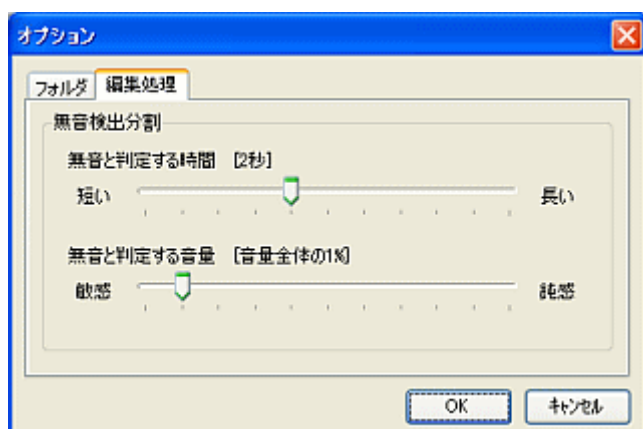 オプション
フォルダ 編集処理
無音検出分割
無音と判定する時間 [2秒]
短い 長い
無音と判定する音量 [音量全体の1%]
敏感 鈍感
OK キャンセル